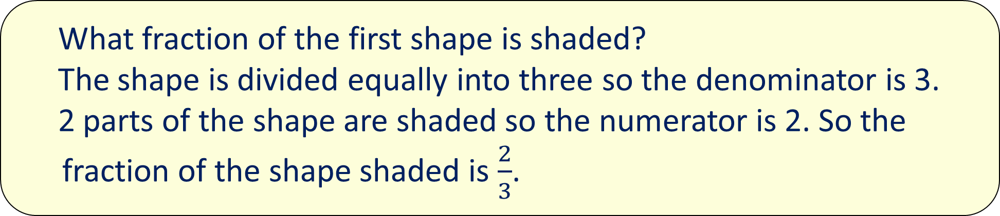 What fraction of the first shape is shaded?
The shape is divided equally into three so the denominator is 3.
2 parts of the shape are shaded so the numerator is 2. So the
fraction of the shape shaded is 2/3.